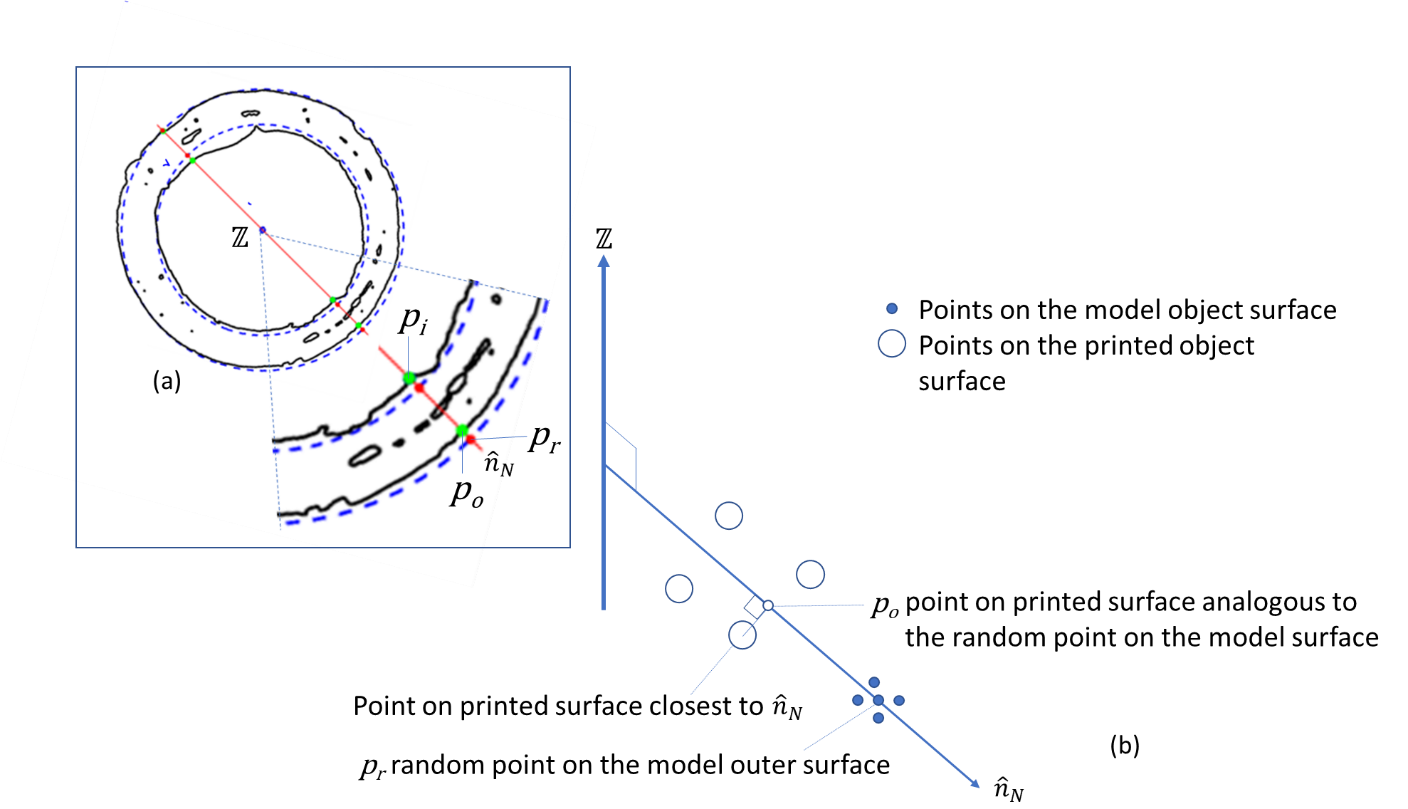 ℤ
(a)
p_i
p_r
n̂_N
p_o
ℤ
Points on the model object surface
Points on the printed object
surface
p_o point on printed surface analogous to
the random point on the model surface
Point on printed surface closest to n̂_N
p_r random point on the model outer surface
(b)
n̂_N